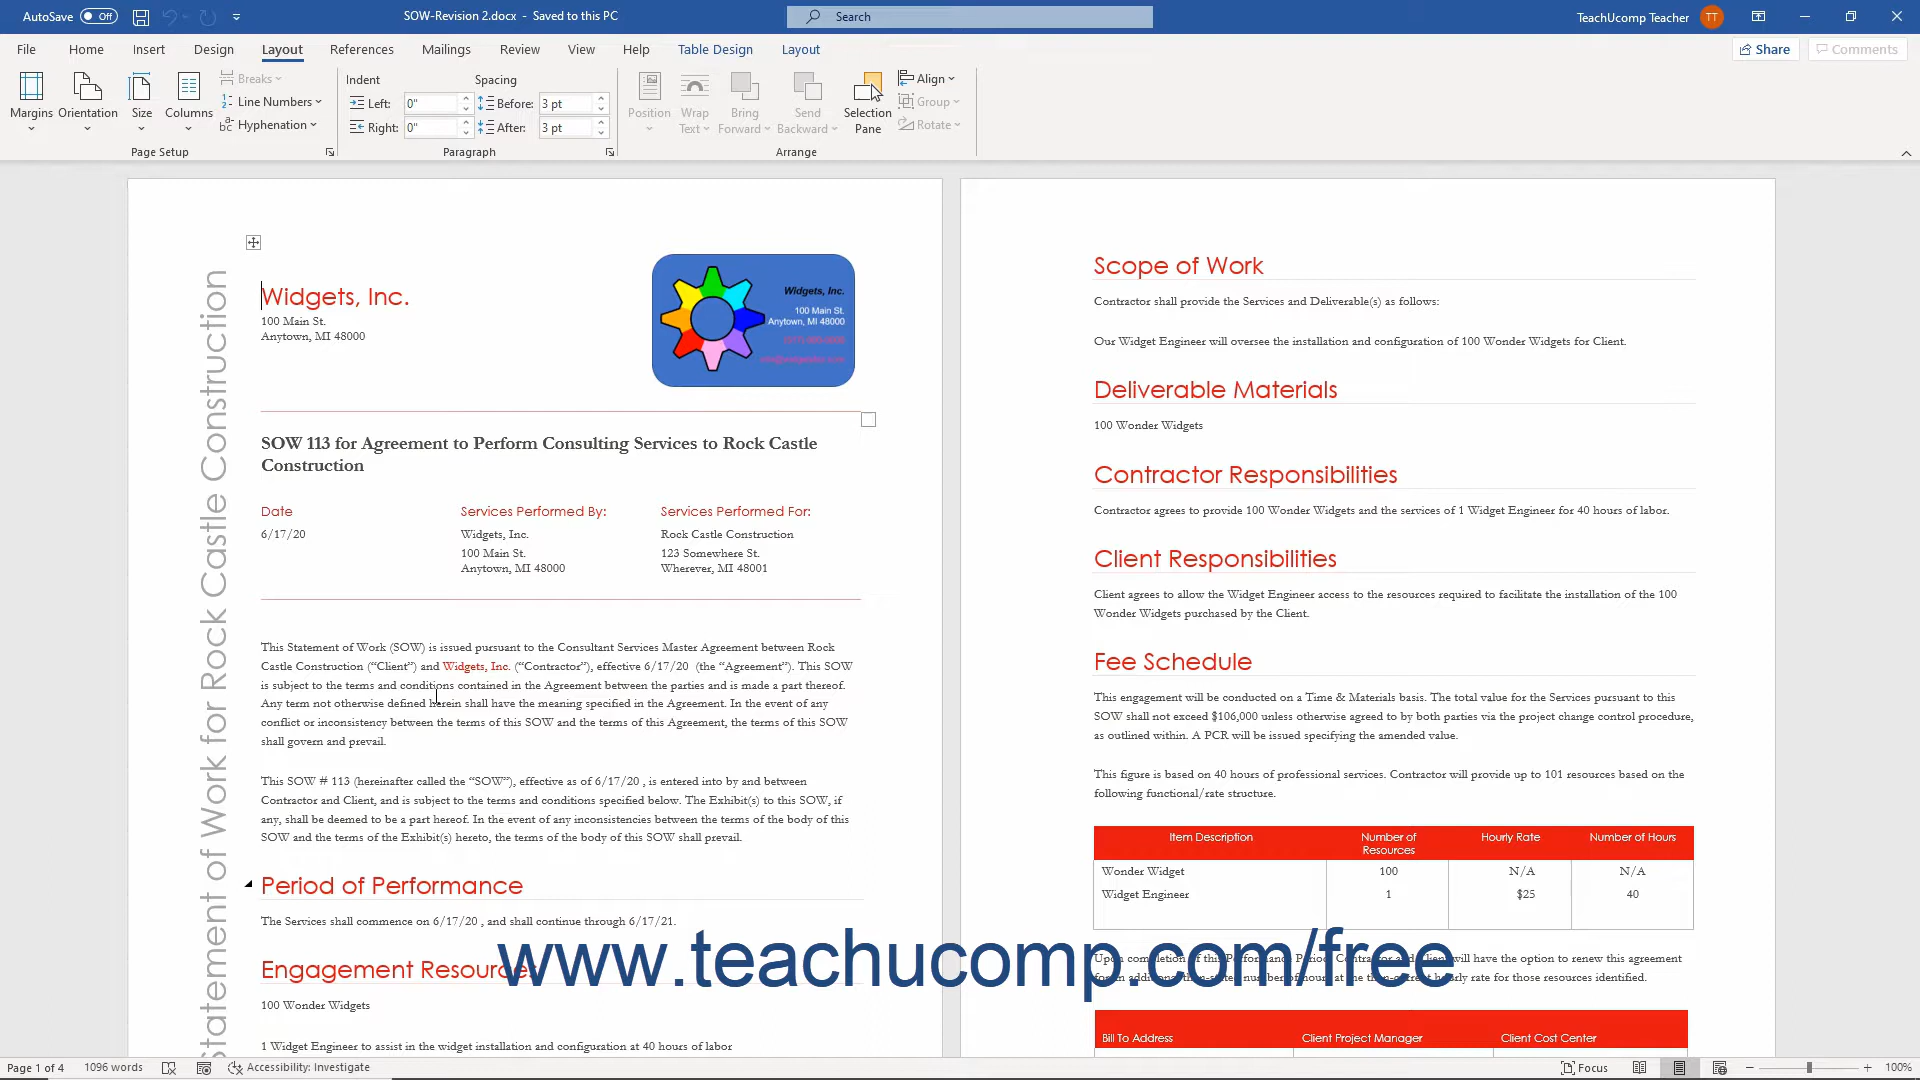 AutoSave Off
SOW-Revision 2.docx - Saved to this PC
Search
TeachUcomp Teacher TT
File Home Insert Design Layout References Mailings Review View Help Table Design Layout
Share Comments
Margins
Orientation
Size
Columns
Breaks
Line Numbers
Hyphenation
Page Setup
Indent
Left: 0"
Right: 0"
Spacing
Before: 3 pt
After: 3 pt
Paragraph
Position
Wrap
Text
Bring
Forward
Send
Backward
Selection
Pane
Align
Group
Rotate
Arrange
Statement of Work for Rock Castle Construction
Widgets, Inc.
100 Main St.
Anytown, MI 48000
Widgets, Inc.
100 Main St.
Anytown, MI 48000
SOW 113 for Agreement to Perform Consulting Services to Rock Castle
Construction
Date Services Performed By: Services Performed For:
6/17/20 Widgets, Inc. Rock Castle Construction
100 Main St. 123 Somewhere St.
Anytown, MI 48000 Wherever, MI 48001
This Statement of Work (SOW) is issued pursuant to the Consultant Services Master Agreement between Rock
Castle Construction (“Client”) and Widgets, Inc. (“Contractor”), effective 6/17/20 (the “Agreement”). This SOW
is subject to the terms and conditions contained in the Agreement between the parties and is made a part thereof.
Any term not otherwise defined herein shall have the meaning specified in the Agreement. In the event of any
conflict or inconsistency between the terms of this SOW and the terms of this Agreement, the terms of this SOW
shall govern and prevail.
This SOW # 113 (hereinafter called the “SOW”), effective as of 6/17/20 , is entered into by and between
Contractor and Client, and is subject to the terms and conditions specified below. The Exhibit(s) to this SOW, if
any, shall be deemed to be a part hereof. In the event of any inconsistencies between the terms of the body of this
SOW and the terms of the Exhibit(s) hereto, the terms of the body of this SOW shall prevail.
Period of Performance
The Services shall commence on 6/17/20 , and shall continue through 6/17/21.
Engagement Resources
100 Wonder Widgets
1 Widget Engineer to assist in the widget installation and configuration at 40 hours of labor
Scope of Work
Contractor shall provide the Services and Deliverable(s) as follows:
Our Widget Engineer will oversee the installation and configuration of 100 Wonder Widgets for Client.
Deliverable Materials
100 Wonder Widgets
Contractor Responsibilities
Contractor agrees to provide 100 Wonder Widgets and the services of 1 Widget Engineer for 40 hours of labor.
Client Responsibilities
Client agrees to allow the Widget Engineer access to the resources required to facilitate the installation of the 100
Wonder Widgets purchased by the Client.
Fee Schedule
This engagement will be conducted on a Time & Materials basis. The total value for the Services pursuant to this
SOW shall not exceed $106,000 unless otherwise agreed to by both parties via the project change control procedure,
as outlined within. A PCR will be issued specifying the amended value.
This figure is based on 40 hours of professional services. Contractor will provide up to 101 resources based on the
following functional/rate structure.
Item Description Number of Resources Hourly Rate Number of Hours
Wonder Widget 100 N/A N/A
Widget Engineer 1 $25 40
Upon completion of this Performance Period, Contractor and Client will have the option to renew this agreement
for an additional then-stated number of hours at the then-current hourly rate for those resources identified.
Bill To Address Client Project Manager Client Cost Center
www.teachucomp.com/free
Page 1 of 4 1096 words Accessibility: Investigate
Focus 100%